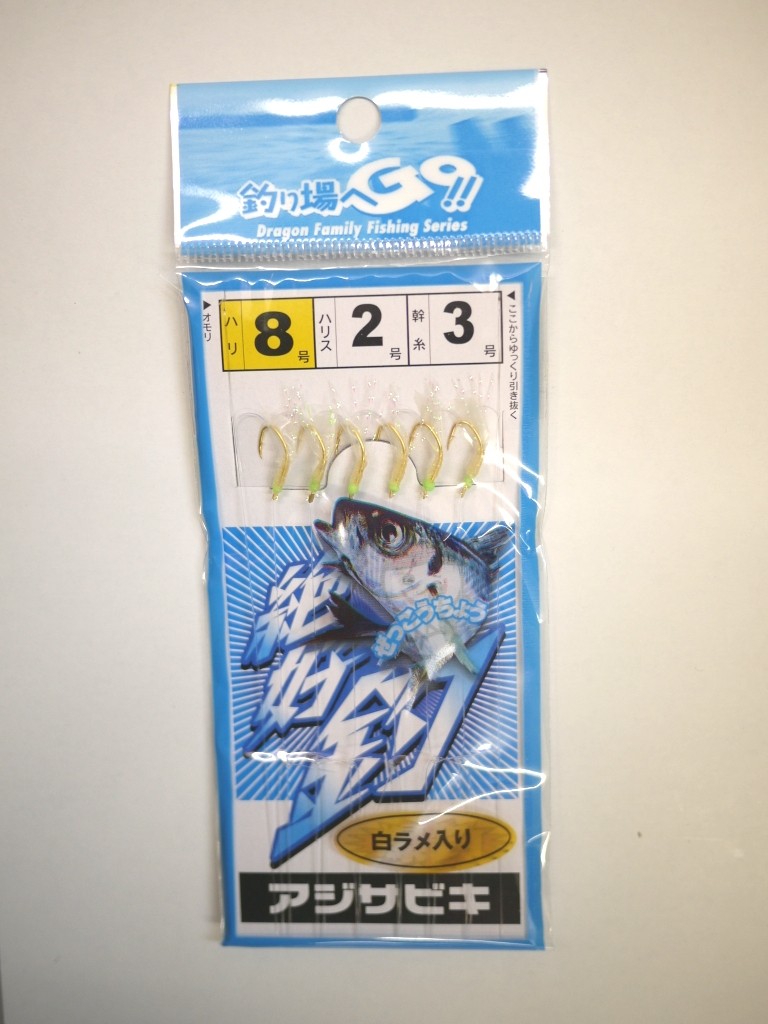 釣り場へGO!!
Dragon Family Fishing Series
▲オモリ
ハリ 8号
ハリス 2号
幹糸 3号
▲ここからゆっくり引き抜く
ぜっこうちょう
絶好釣
白ラメ入り
アジサビキ